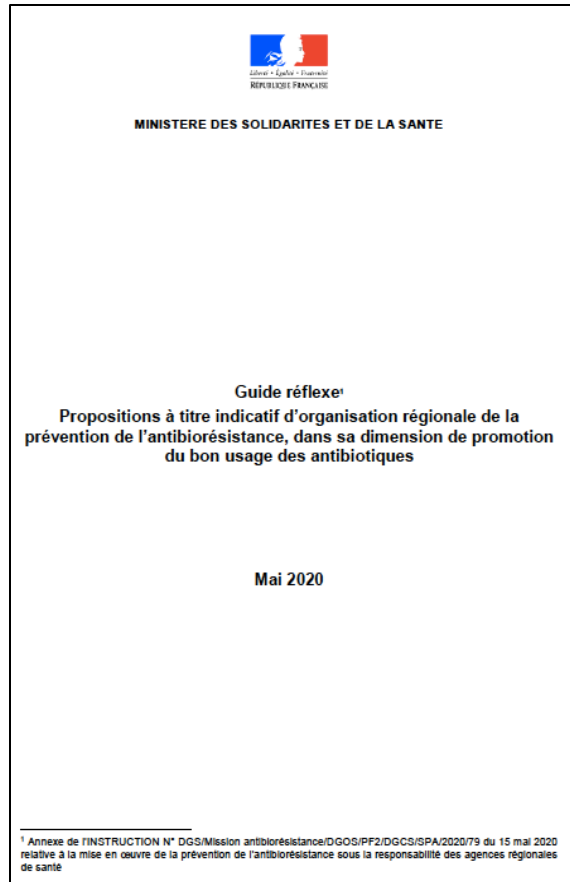 Liberté • Égalité • Fraternité
RÉPUBLIQUE FRANÇAISE
MINISTERE DES SOLIDARITES ET DE LA SANTE
Guide réflexe¹
Propositions à titre indicatif d'organisation régionale de la
prévention de l'antibiorésistance, dans sa dimension de promotion
du bon usage des antibiotiques
Mai 2020
¹ Annexe de l'INSTRUCTION N° DGS/Mission antibiorésistance/DGOS/PF2/DGCS/SPA/2020/79 du 15 mai 2020
relative à la mise en œuvre de la prévention de l'antibiorésistance sous la responsabilité des agences régionales
de santé